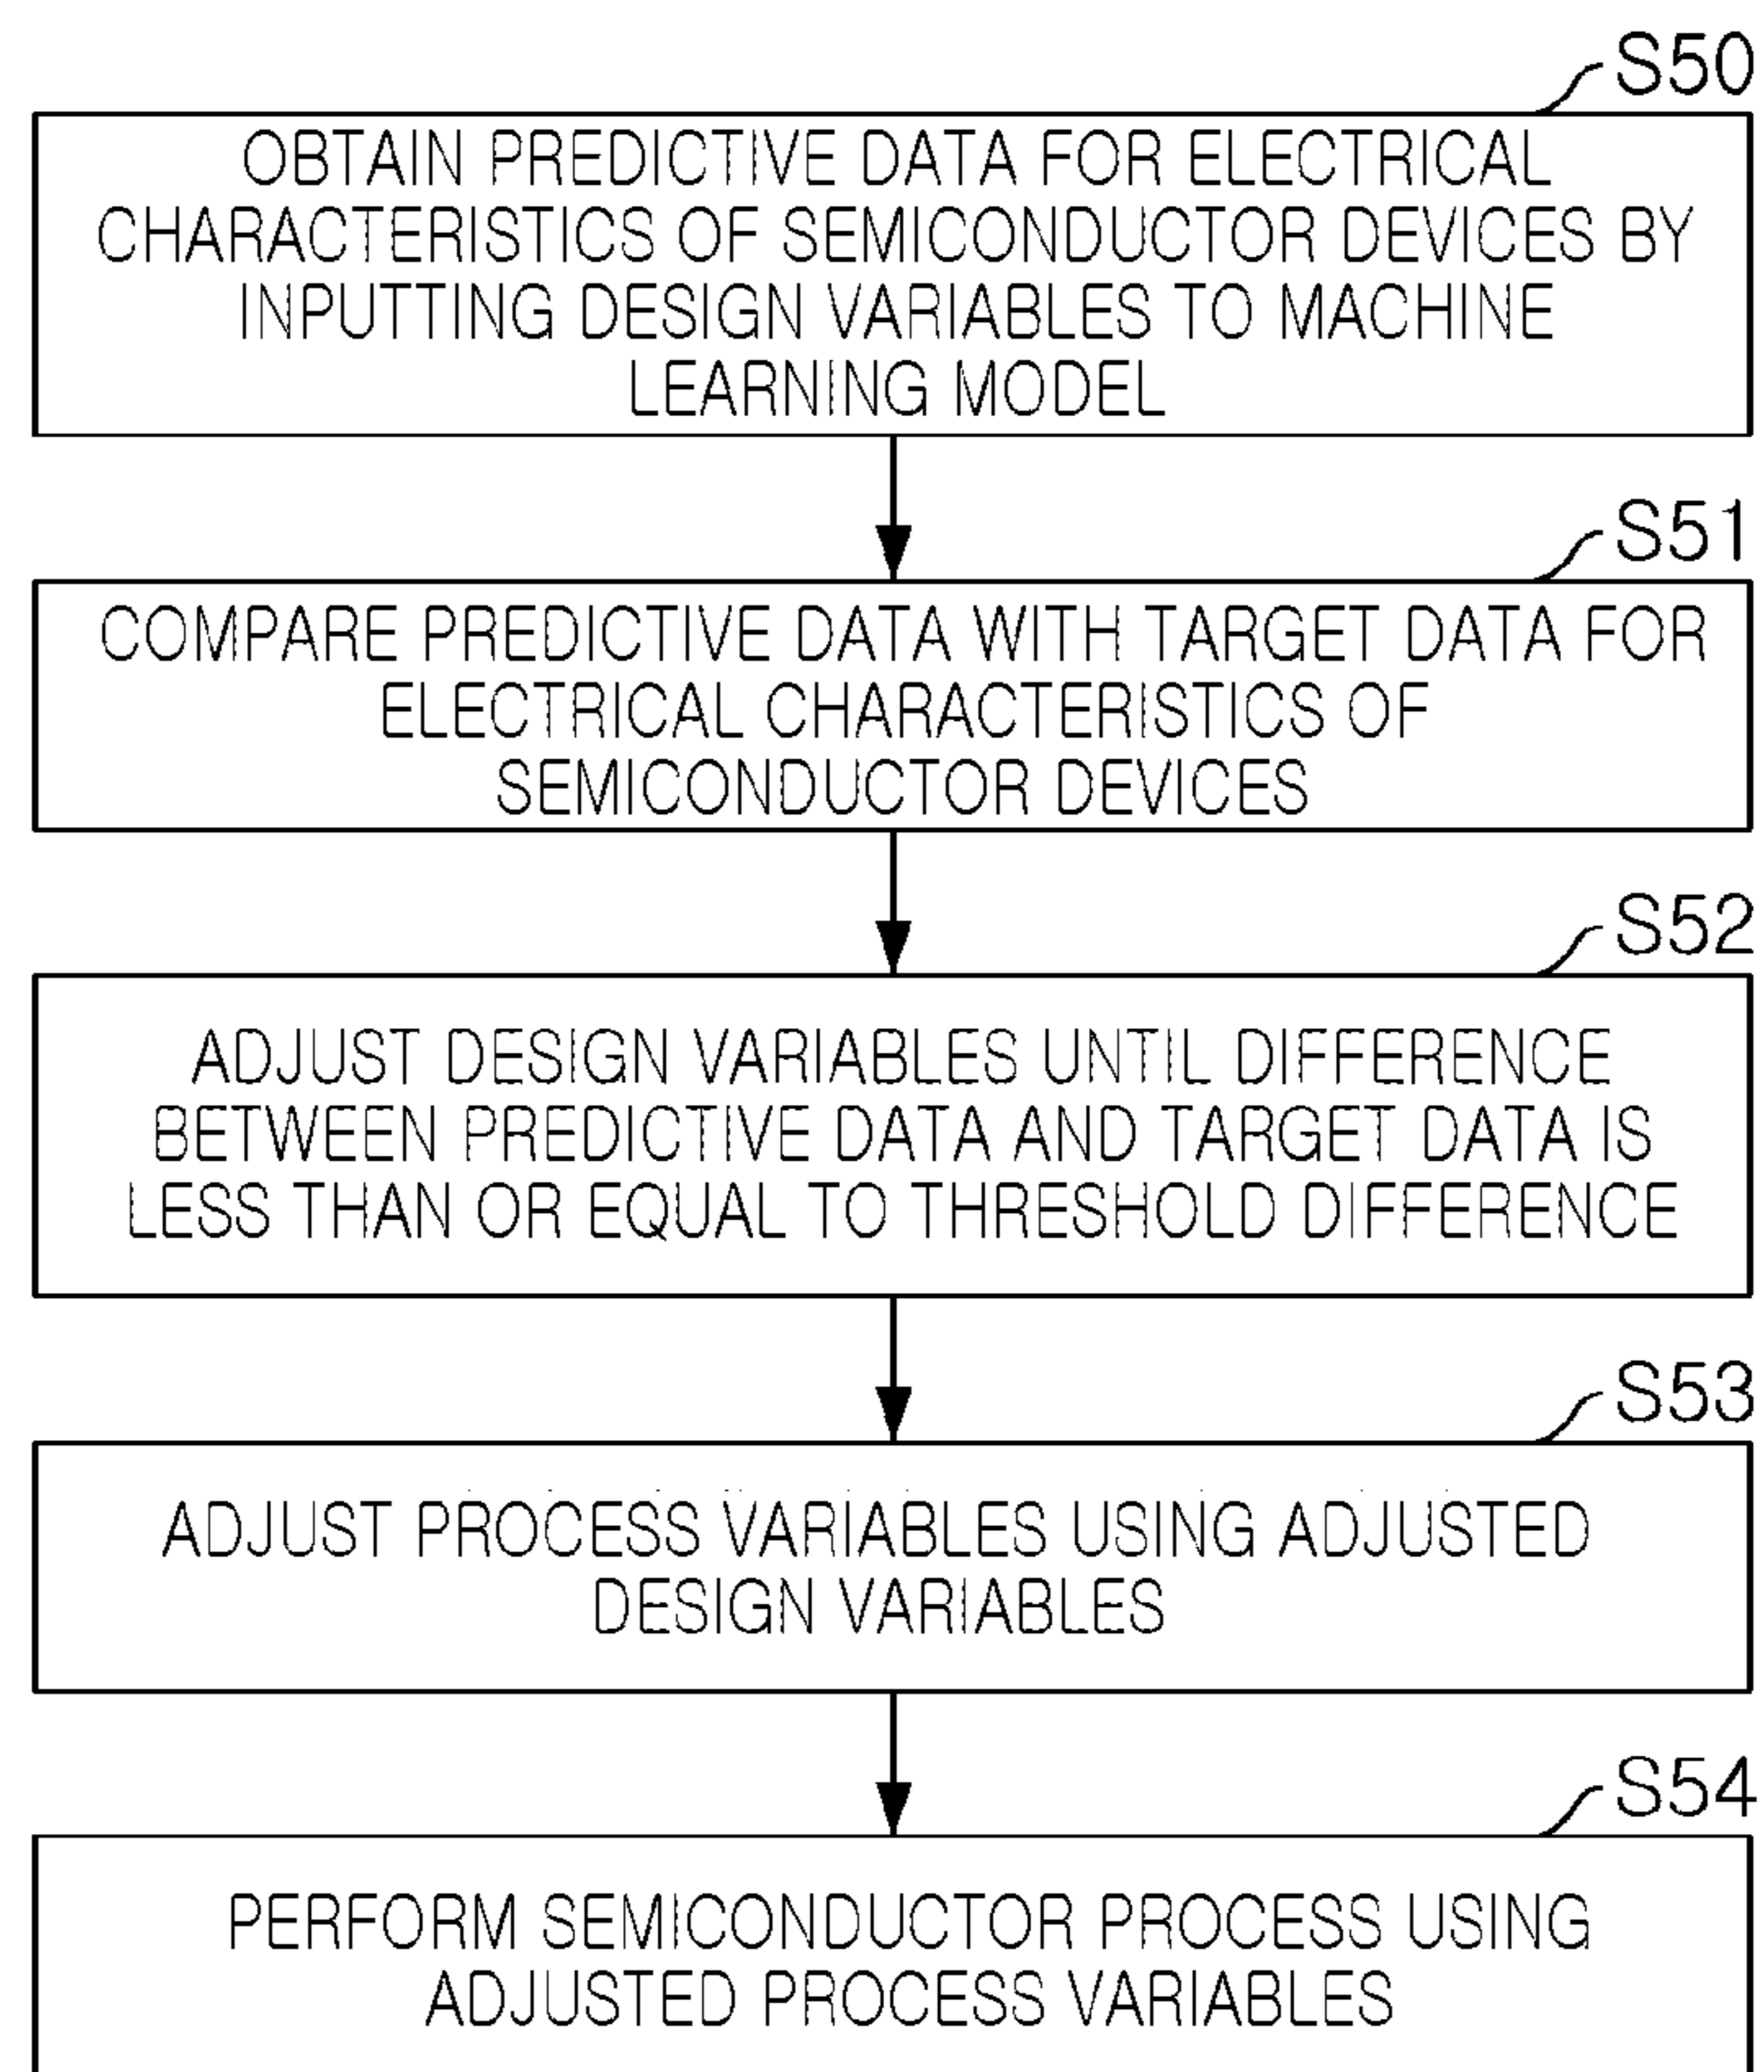 S50
OBTAIN PREDICTIVE DATA FOR ELECTRICAL
CHARACTERISTICS OF SEMICONDUCTOR DEVICES BY
INPUTTING DESIGN VARIABLES TO MACHINE
LEARNING MODEL
S51
COMPARE PREDICTIVE DATA WITH TARGET DATA FOR
ELECTRICAL CHARACTERISTICS OF
SEMICONDUCTOR DEVICES
S52
ADJUST DESIGN VARIABLES UNTIL DIFFERENCE
BETWEEN PREDICTIVE DATA AND TARGET DATA IS
LESS THAN OR EQUAL TO THRESHOLD DIFFERENCE
S53
ADJUST PROCESS VARIABLES USING ADJUSTED
DESIGN VARIABLES
S54
PERFORM SEMICONDUCTOR PROCESS USING
ADJUSTED PROCESS VARIABLES